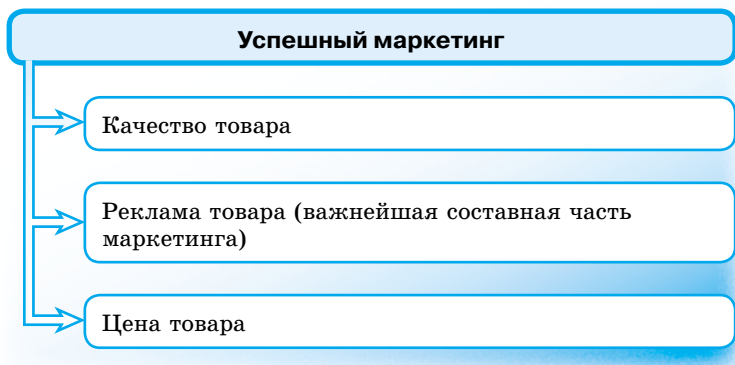 Успешный маркетинг
Качество товара
Реклама товара (важнейшая составная часть
маркетинга)
Цена товара